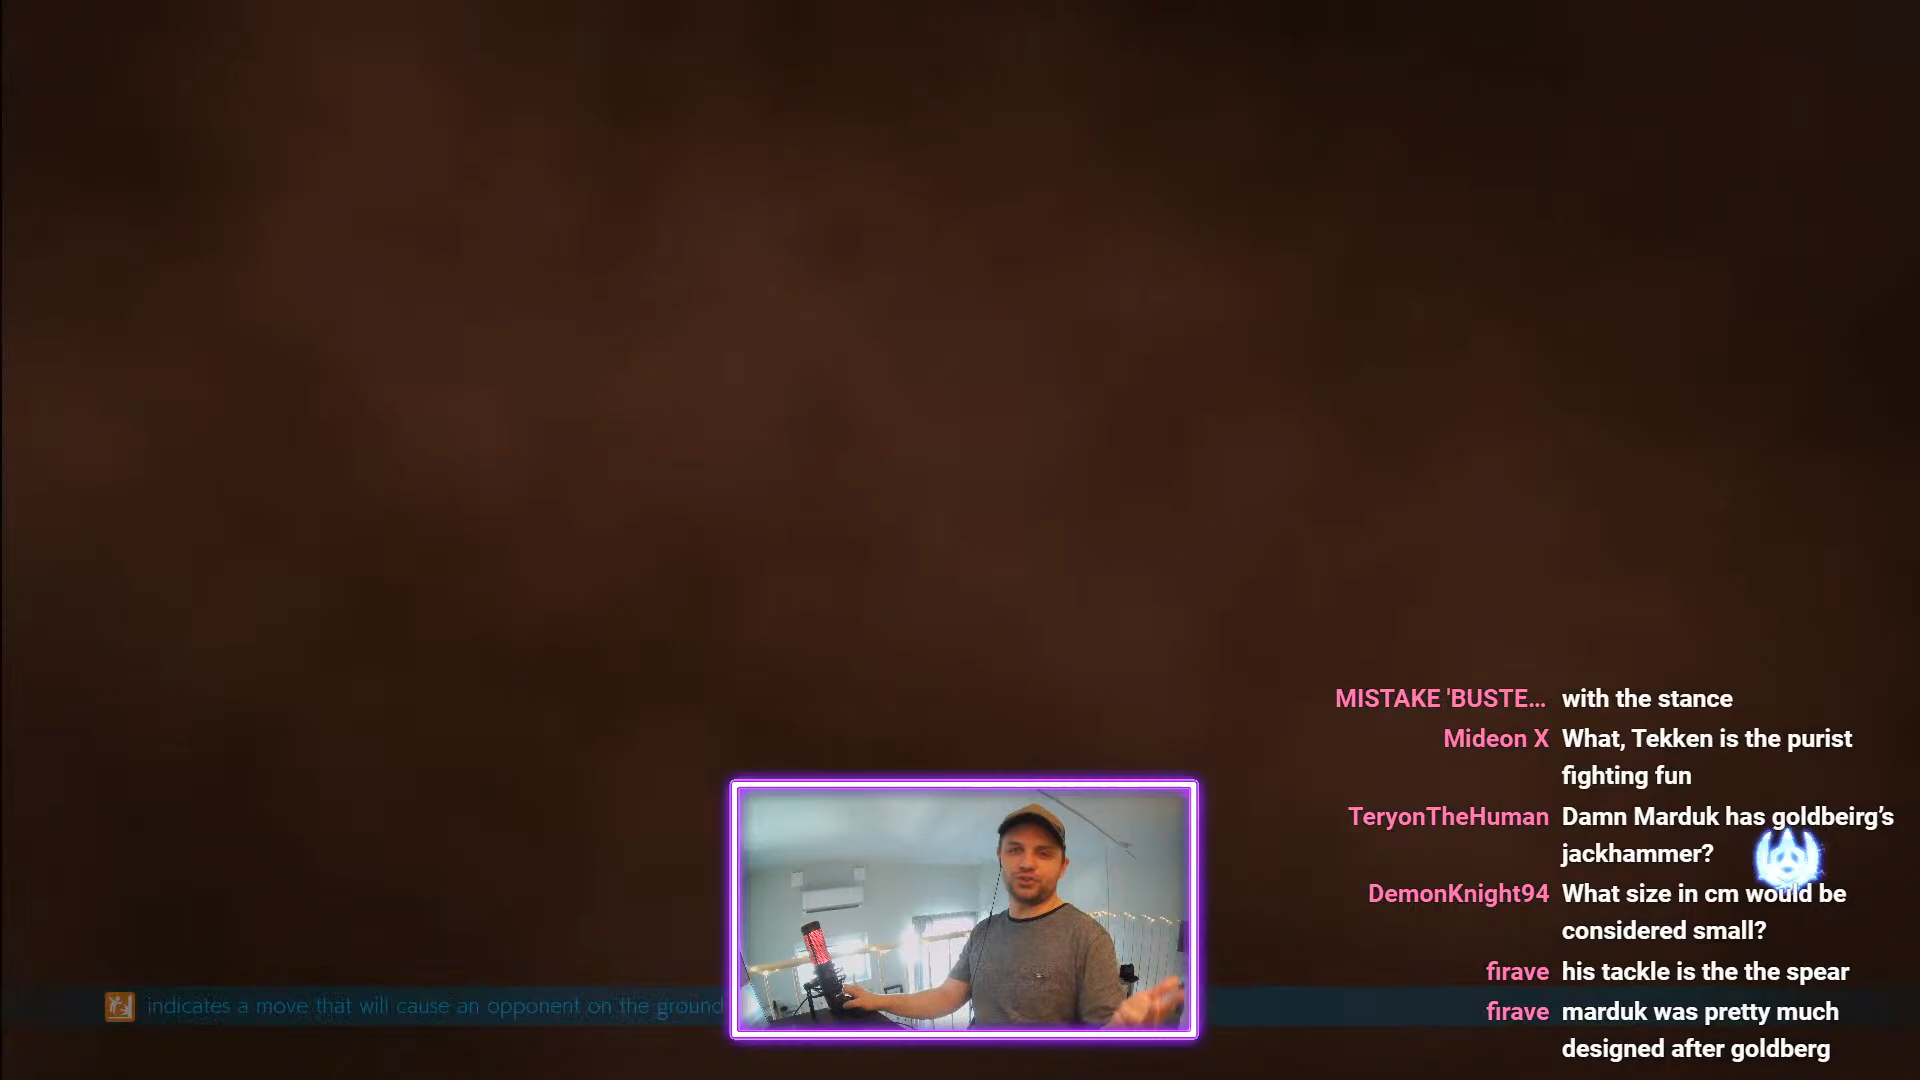 MISTAKE 'BUSTE... with the stance
Mideon X What, Tekken is the purist
fighting fun
TeryonTheHuman Damn Marduk has goldbeirg's
jackhammer?
DemonKnight94 What size in cm would be
considered small?
firave his tackle is the the spear
firave marduk was pretty much
designed after goldberg
indicates a move that will cause an opponent on the ground